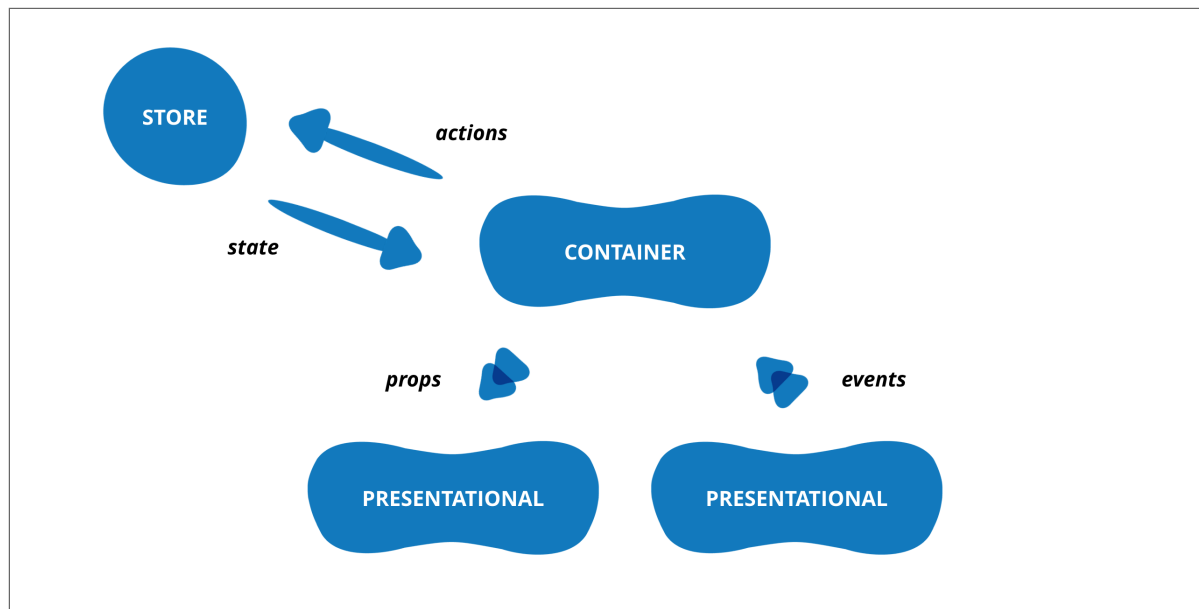 STORE
actions
state
CONTAINER
props
events
PRESENTATIONAL
PRESENTATIONAL